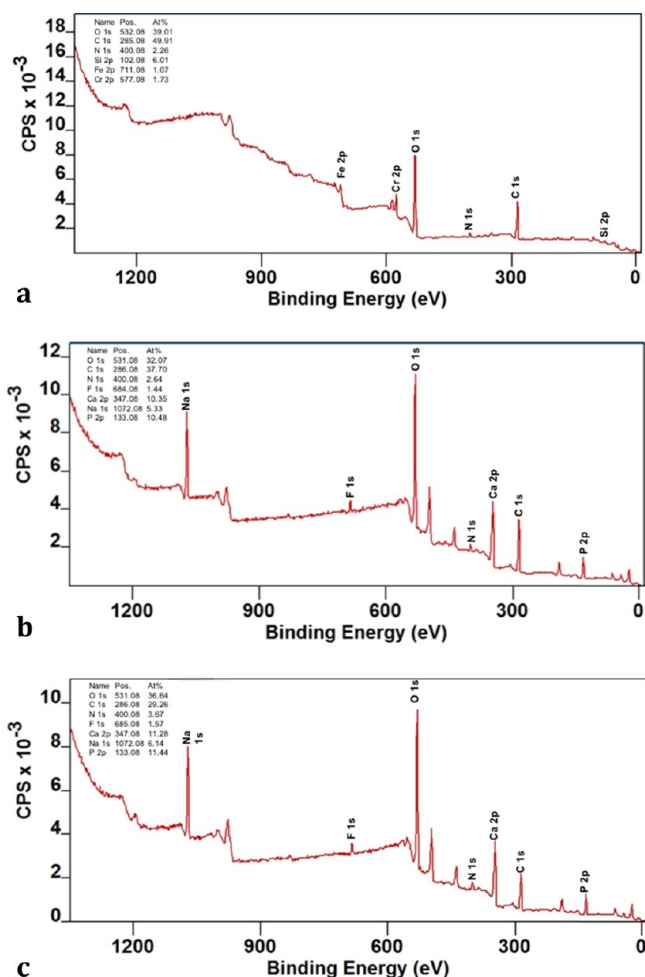 Name Pos. At%
O 1s 532.08 39.01
C 1s 285.08 49.91
N 1s 400.08 2.26
Si 2p 102.08 6.01
Fe 2p 711.08 1.07
Cr 2p 577.08 1.73
CPS x 10⁻³
18
16
14
12
10
8
6
4
2
Fe 2p
Cr 2p
O 1s
N 1s
C 1s
Si 2p
1200 900 600 300 0
Binding Energy (eV)
a
Name Pos. At%
O 1s 531.08 32.07
C 1s 286.08 37.70
N 1s 400.08 2.64
F 1s 684.08 1.44
Ca 2p 347.08 10.35
Na 1s 1072.08 5.33
P 2p 133.08 10.48
CPS x 10⁻³
12
10
8
6
4
2
Na 1s
F 1s
O 1s
N 1s
Ca 2p
C 1s
P 2p
1200 900 600 300 0
Binding Energy (eV)
b
Name Pos. At%
O 1s 531.08 36.64
C 1s 286.08 29.26
N 1s 400.08 3.67
F 1s 685.08 1.57
Ca 2p 347.08 11.28
Na 1s 1072.08 6.14
P 2p 133.08 11.44
CPS x 10⁻³
10
8
6
4
2
0
Na 1s
F 1s
O 1s
N 1s
Ca 2p
C 1s
P 2p
1200 900 600 300 0
Binding Energy (eV)
c